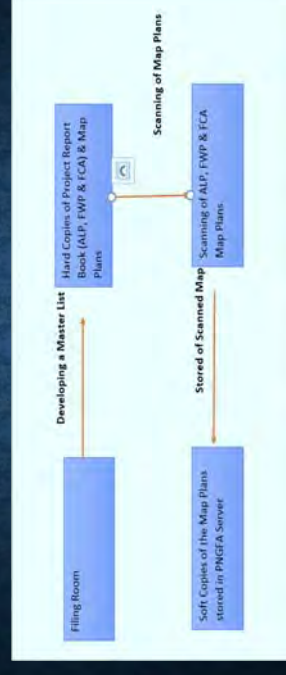 Filing Room
Developing a Master List
Hard Copies of Project Report
Book (ALP, FWP & FCA) & Map
Plans
Scanning of Map Plans
Scanning of ALP, FWP & FCA
Map Plans
Stored of Scanned Map
Soft Copies of the Map Plans
stored in PNGFA Server